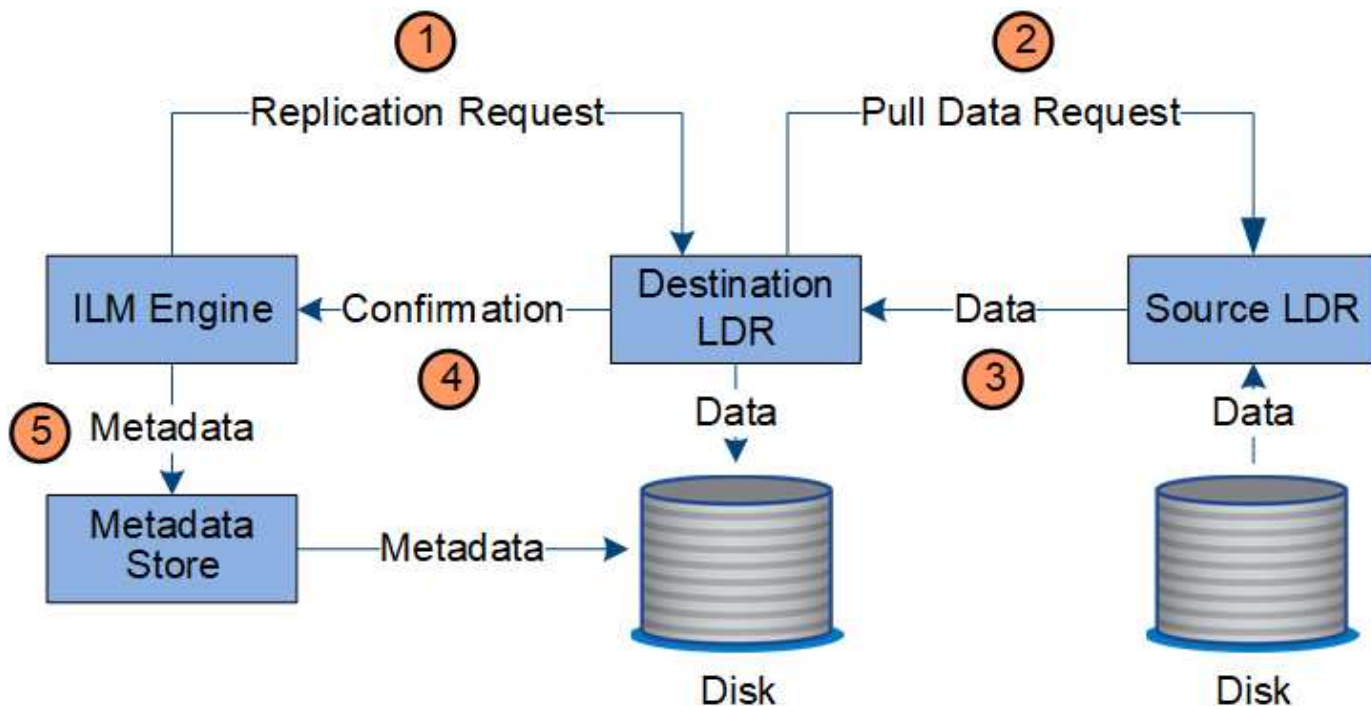 1
2
Replication Request
Pull Data Request
ILM Engine
Confirmation
Destination
LDR
Data
Source LDR
4
3
5
Metadata
Data
Data
Metadata
Store
Metadata
Disk
Disk